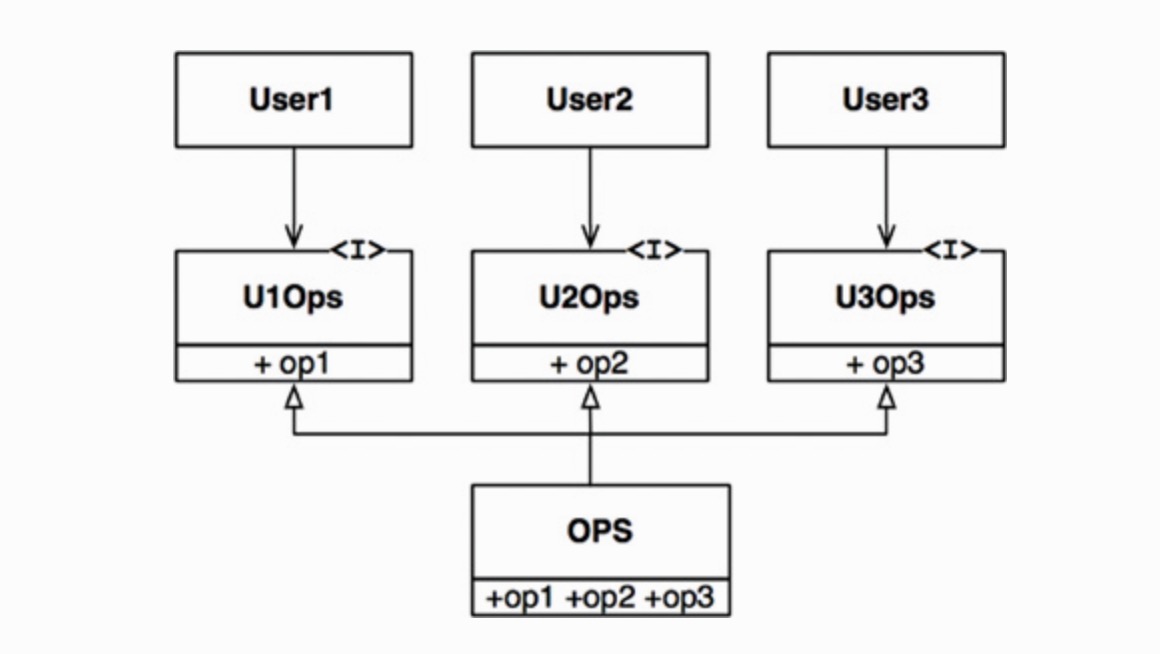 User1 User2 User3
<I> <I> <I>
U1Ops U2Ops U3Ops
+ op1 + op2 + op3
OPS
+op1 +op2 +op3